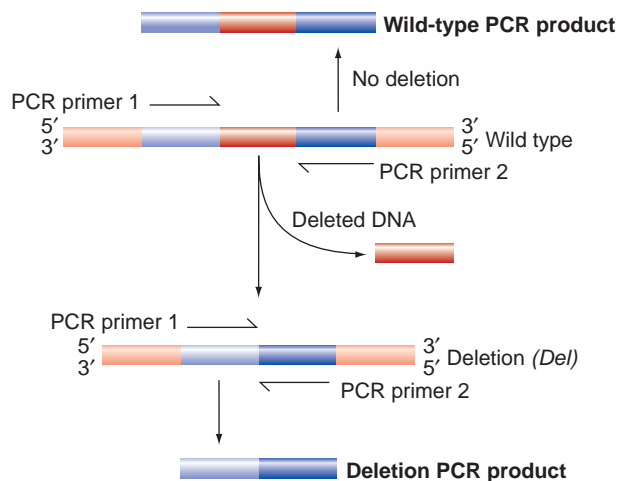 Wild-type PCR product
No deletion
PCR primer 1
5′ 3′
3′ 5′ Wild type
PCR primer 2
Deleted DNA
PCR primer 1
5′ 3′
3′ 5′ Deletion (Del)
PCR primer 2
Deletion PCR product